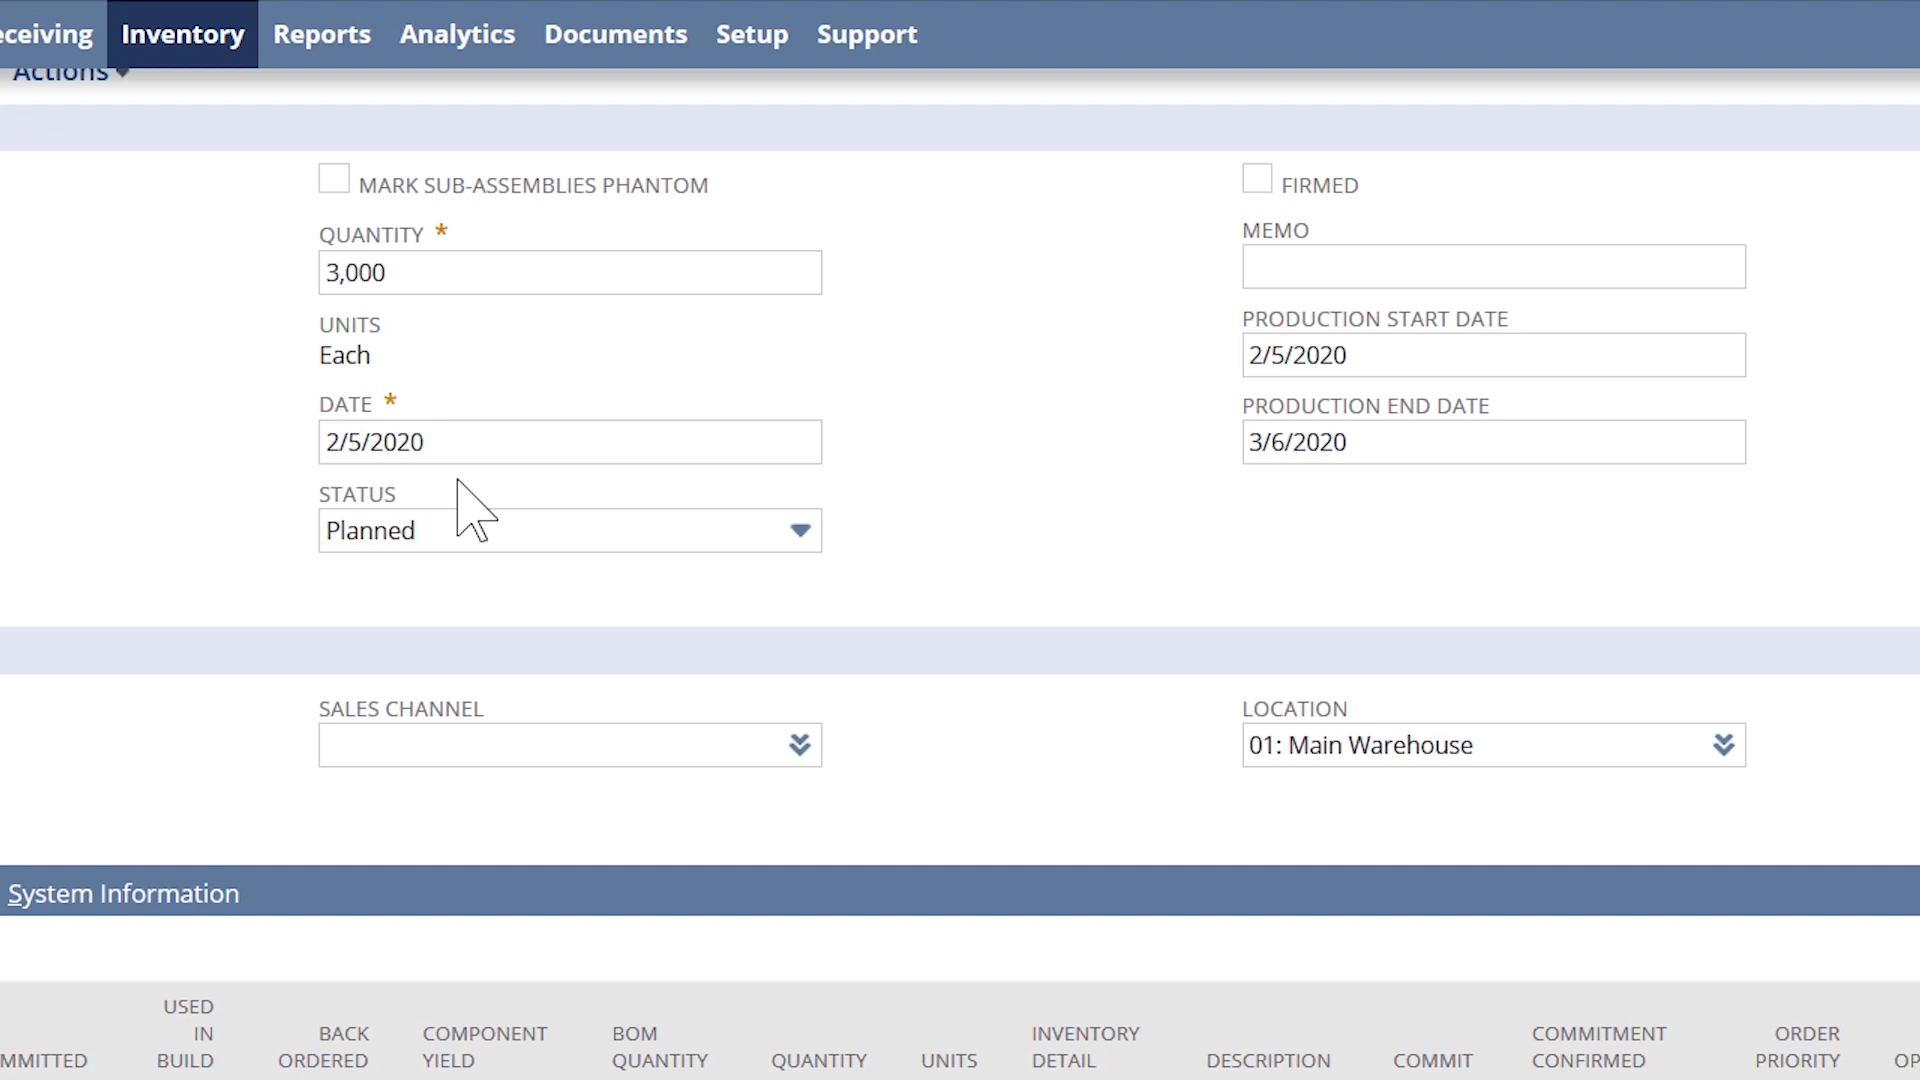 eceiving Inventory Reports Analytics Documents Setup Support
Actions
MARK SUB-ASSEMBLIES PHANTOM
QUANTITY *
3,000
UNITS
Each
DATE *
2/5/2020
STATUS
Planned
FIRMED
MEMO
PRODUCTION START DATE
2/5/2020
PRODUCTION END DATE
3/6/2020
SALES CHANNEL
LOCATION
01: Main Warehouse
System Information
MMITTED
USED
IN
BUILD
BACK
ORDERED
COMPONENT
YIELD
BOM
QUANTITY
QUANTITY
UNITS
INVENTORY
DETAIL
DESCRIPTION
COMMIT
COMMITMENT
CONFIRMED
ORDER
PRIORITY
OP